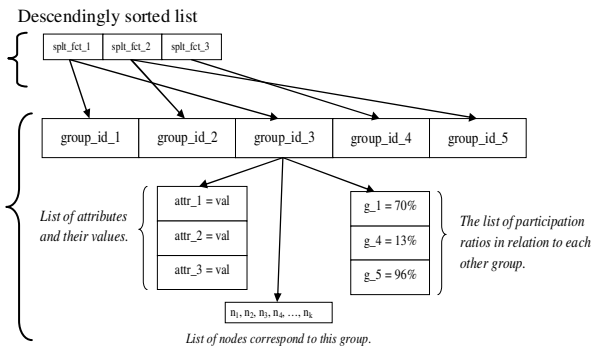 Descendingly sorted list
splt_fct_1 splt_fct_2 splt_fct_3
group_id_1 group_id_2 group_id_3 group_id_4 group_id_5
List of attributes
and their values.
attr_1 = val
attr_2 = val
attr_3 = val
g_1 = 70%
g_4 = 13%
g_5 = 96%
The list of participation
ratios in relation to each
other group.
n₁, n₂, n₃, n₄, …, nₖ
List of nodes correspond to this group.